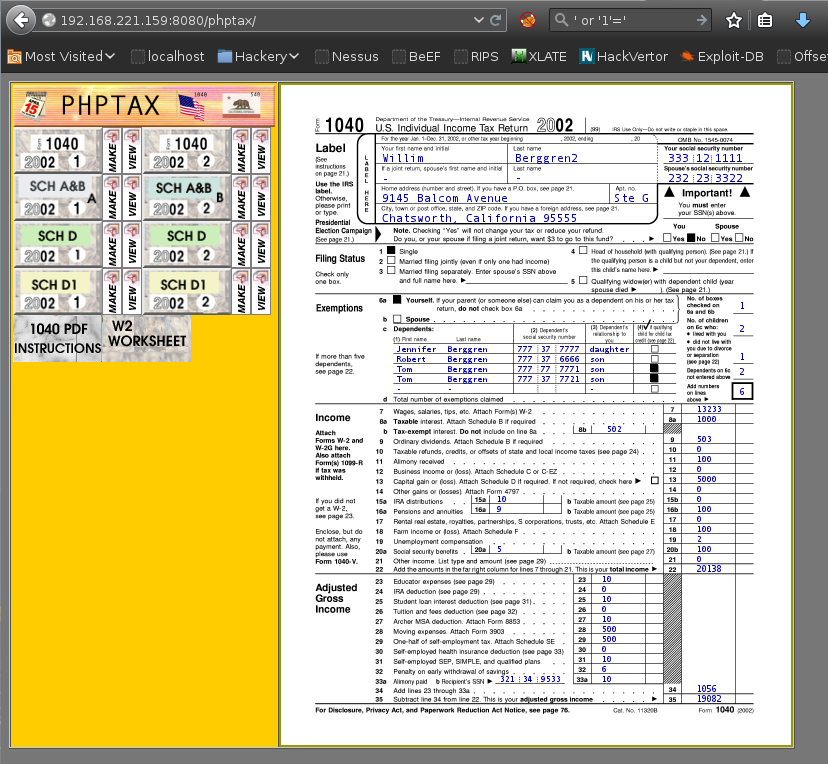 192.168.221.159:8080/phptax/
' or '1'='
Most Visited localhost Hackery Nessus BeEF RIPS XLATE HackVertor Exploit-DB Offse
APRIL 15 PHPTAX 1040 540
1040 2002 1 MAKE VIEW 1040 2002 2 MAKE VIEW
SCH A&B 2002 1 A MAKE VIEW SCH A&B 2002 2 B MAKE VIEW
SCH D 2002 1 MAKE VIEW SCH D 2002 2 MAKE VIEW
SCH D1 2002 1 MAKE VIEW SCH D1 2002 2 MAKE VIEW
1040 PDF INSTRUCTIONS W2 WORKSHEET
Form 1040 Department of the Treasury—Internal Revenue Service
U.S. Individual Income Tax Return 2002 (99) IRS Use Only—Do not write or staple in this space.
For the year Jan. 1–Dec. 31, 2002, or other tax year beginning , 2002, ending , 20 OMB No. 1545-0074
Label
(See instructions on page 21.)
Use the IRS label.
Otherwise, please print or type.
LABEL HERE
Your first name and initial Last name Your social security number
Willim Berggren2 333 12 1111
If a joint return, spouse's first name and initial Last name Spouse's social security number
- - 232 23 3322
Home address (number and street). If you have a P.O. box, see page 21. Apt. no.
9145 Balcom Avenue Ste G
City, town or post office, state, and ZIP code. If you have a foreign address, see page 21.
Chatsworth, California 95555
Important!
You must enter your SSN(s) above.
Presidential
Election Campaign
(See page 21.)
Note. Checking "Yes" will not change your tax or reduce your refund.
Do you, or your spouse if filing a joint return, want $3 to go to this fund?
You Spouse
Yes No Yes No
Filing Status
Check only one box.
1 Single
2 Married filing jointly (even if only one had income)
3 Married filing separately. Enter spouse's SSN above
and full name here.
4 Head of household (with qualifying person). (See page 21.) If
the qualifying person is a child but not your dependent, enter
this child's name here.
5 Qualifying widow(er) with dependent child (year
spouse died ). (See page 21.)
Exemptions
If more than five dependents, see page 22.
6a Yourself. If your parent (or someone else) can claim you as a dependent on his or her tax
return, do not check box 6a
b Spouse
c Dependents:
(1) First name Last name (2) Dependent's social security number (3) Dependent's relationship to you (4) if qualifying child for child tax credit (see page 22)
Jennifer Berggren 777 37 7777 daughter
Robert Berggren 777 37 6666 son
Tom Berggren 777 77 7771 son
Tom Berggren 777 37 7721 son
- -
d Total number of exemptions claimed
No. of boxes checked on 6a and 6b 1
No. of children on 6c who:
• lived with you 2
• did not live with you due to divorce or separation (see page 22) 1
Dependents on 6c not entered above 2
Add numbers on lines above 6
Income
Attach Forms W-2 and W-2G here. Also attach Form(s) 1099-R if tax was withheld.
If you did not get a W-2, see page 23.
Enclose, but do not attach, any payment. Also, please use Form 1040-V.
7 Wages, salaries, tips, etc. Attach Form(s) W-2 7 13233
8a Taxable interest. Attach Schedule B if required 8a 1000
b Tax-exempt interest. Do not include on line 8a 8b 502
9 Ordinary dividends. Attach Schedule B if required 9 503
10 Taxable refunds, credits, or offsets of state and local income taxes (see page 24) 10 0
11 Alimony received 11 100
12 Business income or (loss). Attach Schedule C or C-EZ 12 0
13 Capital gain or (loss). Attach Schedule D if required. If not required, check here 13 5000
14 Other gains or (losses). Attach Form 4797 14 0
15a IRA distributions 15a 10 b Taxable amount (see page 25) 15b 0
16a Pensions and annuities 16a 9 b Taxable amount (see page 25) 16b 100
17 Rental real estate, royalties, partnerships, S corporations, trusts, etc. Attach Schedule E 17 0
18 Farm income or (loss). Attach Schedule F 18 100
19 Unemployment compensation 19 2
20a Social security benefits 20a 5 b Taxable amount (see page 27) 20b 100
21 Other income. List type and amount (see page 29) 21 0
22 Add the amounts in the far right column for lines 7 through 21. This is your total income 22 20138
Adjusted Gross Income
23 Educator expenses (see page 29) 23 10
24 IRA deduction (see page 29) 24 0
25 Student loan interest deduction (see page 31) 25 10
26 Tuition and fees deduction (see page 32) 26 0
27 Archer MSA deduction. Attach Form 8853 27 10
28 Moving expenses. Attach Form 3903 28 500
29 One-half of self-employment tax. Attach Schedule SE 29 500
30 Self-employed health insurance deduction (see page 33) 30 0
31 Self-employed SEP, SIMPLE, and qualified plans 31 10
32 Penalty on early withdrawal of savings 32 6
33a Alimony paid b Recipient's SSN 321 34 9533 33a 10
34 Add lines 23 through 33a 34 1056
35 Subtract line 34 from line 22. This is your adjusted gross income 35 19082
For Disclosure, Privacy Act, and Paperwork Reduction Act Notice, see page 76. Cat. No. 11320B Form 1040 (2002)